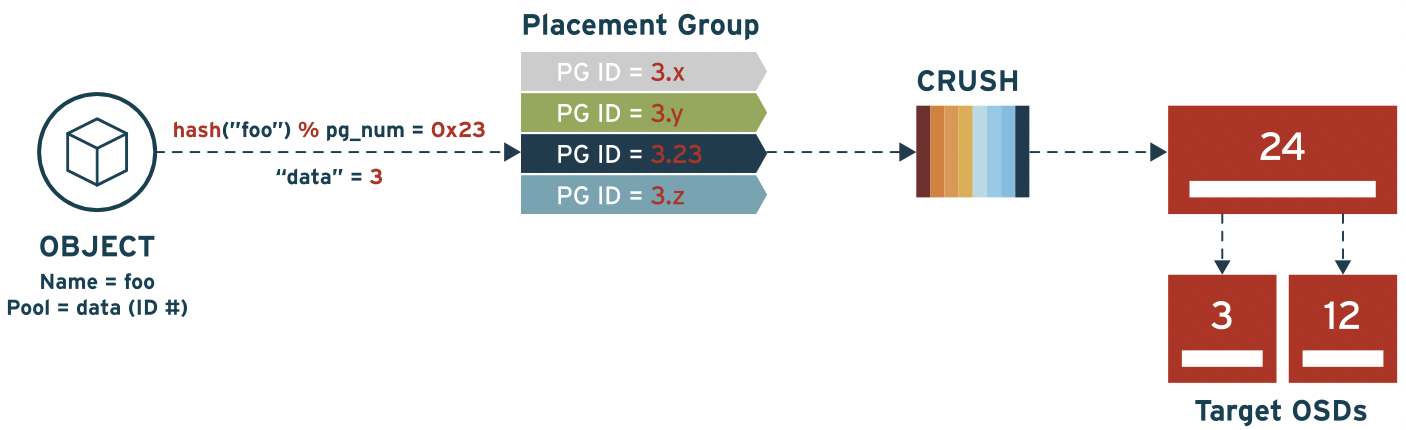 Placement Group
PG ID = 3.x
PG ID = 3.y
PG ID = 3.23
PG ID = 3.z
hash("foo") % pg_num = 0x23
“data” = 3
OBJECT
Name = foo
Pool = data (ID #)
CRUSH
24
3
12
Target OSDs